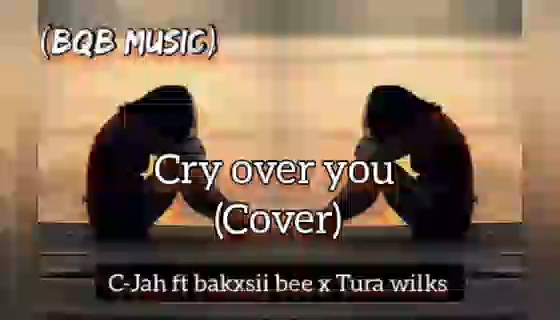 (BQB MUSIC)
Cry over you
(Cover)
C-Jah ft bakxsii bee x Tura wilks